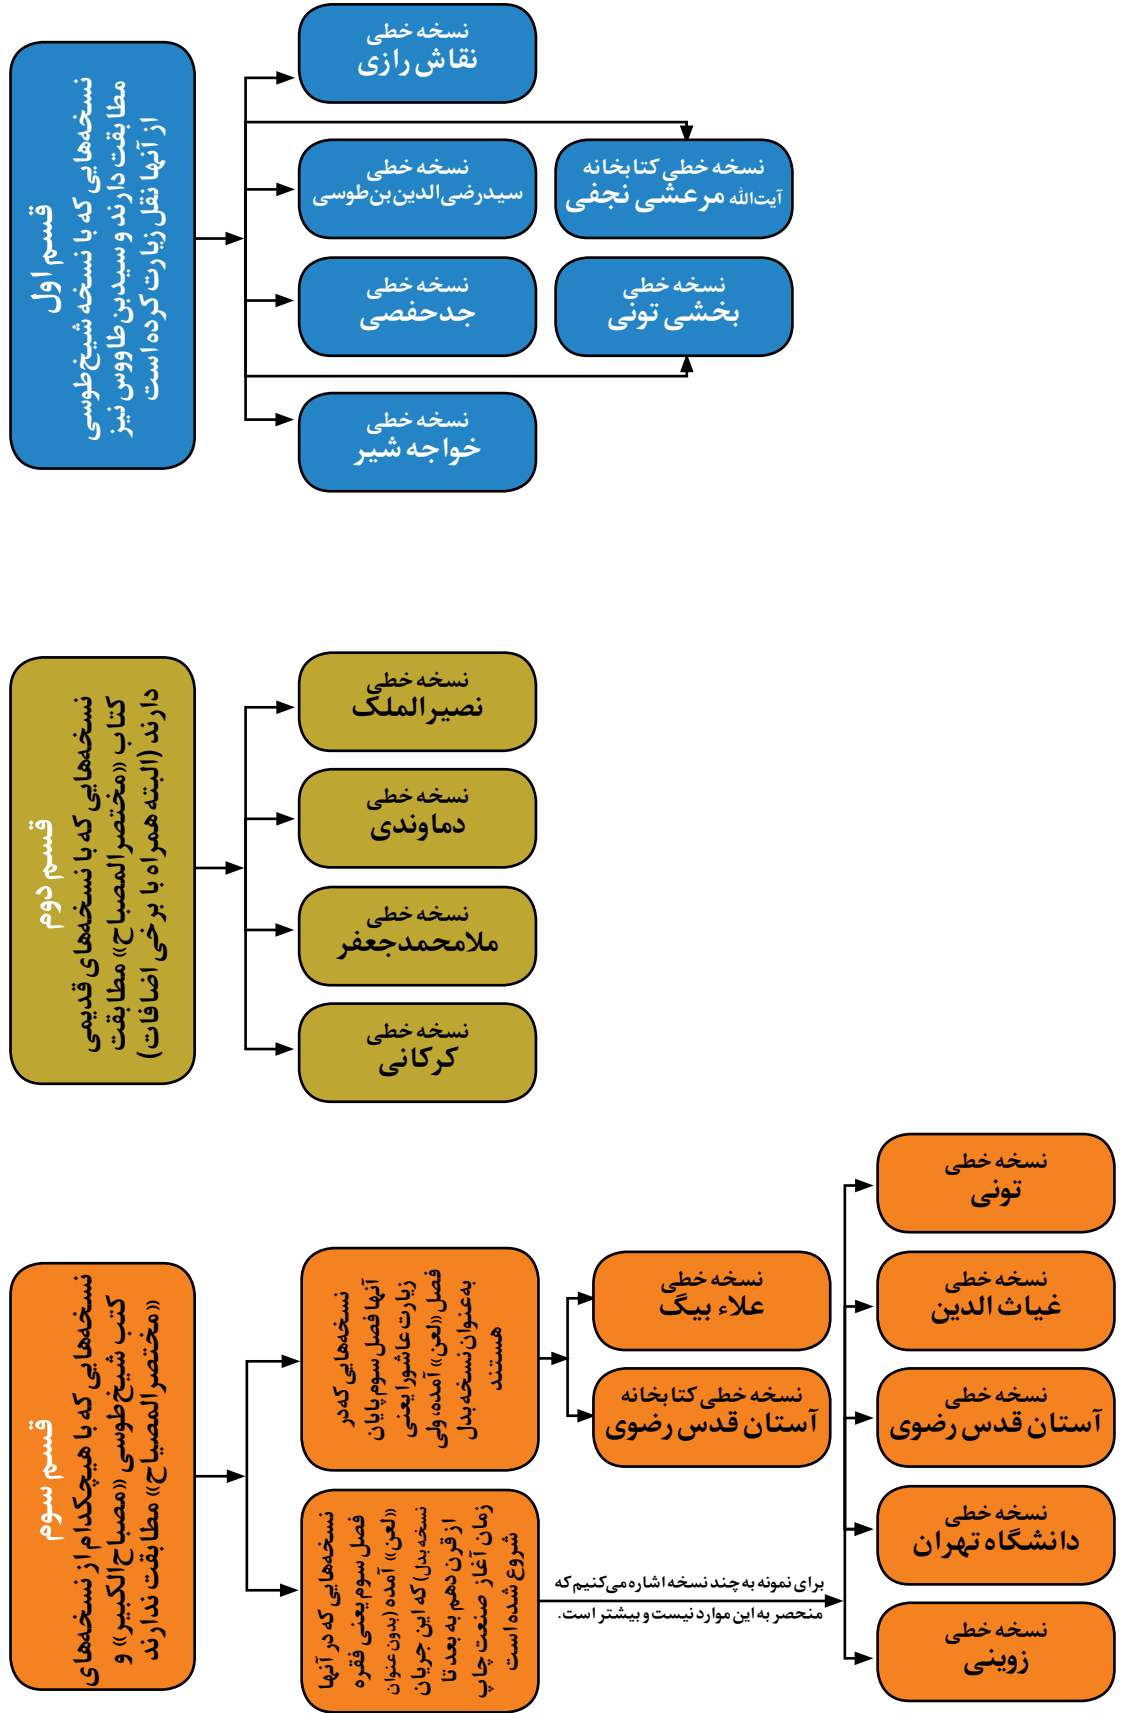 قسم اول
نسخه‌هایی که با نسخه شیخ‌طوسی
مطابقت دارند و سیدبن‌طاووس نیز
از آنها نقل زیارت کرده است
نسخه خطی
نقاش رازی
نسخه خطی
سیدرضی‌الدین‌بن‌طوسی
نسخه خطی کتابخانه
آیت‌الله مرعشی نجفی
نسخه خطی
جدحفصی
نسخه خطی
بخشی تونی
نسخه خطی
خواجه شیر
قسم دوم
نسخه‌هایی که با نسخه‌های قدیمی
کتاب «مختصرالمصباح» مطابقت
دارند (البته همراه با برخی اضافات)
نسخه خطی
نصیرالملک
نسخه خطی
دماوندی
نسخه خطی
ملامحمدجعفر
نسخه خطی
کرکانی
قسم سوم
نسخه‌هایی که با هیچکدام از نسخه‌های
کتب شیخ‌طوسی «مصباح‌الکبیر» و
«مختصرالمصیاح» مطابقت ندارند
نسخه‌هایی که‌در
آنها فصل سوم پایان
زیارت عاشورا یعنی
فصل «لعن» آمده، ولی
به‌عنوان نسخه بدل
هستند
نسخه خطی
علاء بیگ
نسخه خطی کتابخانه
آستان قدس رضوی
نسخه‌هایی که در آنها
فصل سوم یعنی فقره
«لعن» آمده (بدون عنوان
نسخه بدل) که این جریان
از قرن دهم به بعد تا
زمان آغاز صنعت چاپ
شروع شده است
برای نمونه به چند نسخه اشاره می‌کنیم که
منحصر به این موارد نیست و بیشتر است.
نسخه خطی
تونی
نسخه خطی
غیاث الدین
نسخه خطی
آستان قدس رضوی
نسخه خطی
دانشگاه تهران
نسخه خطی
زوینی